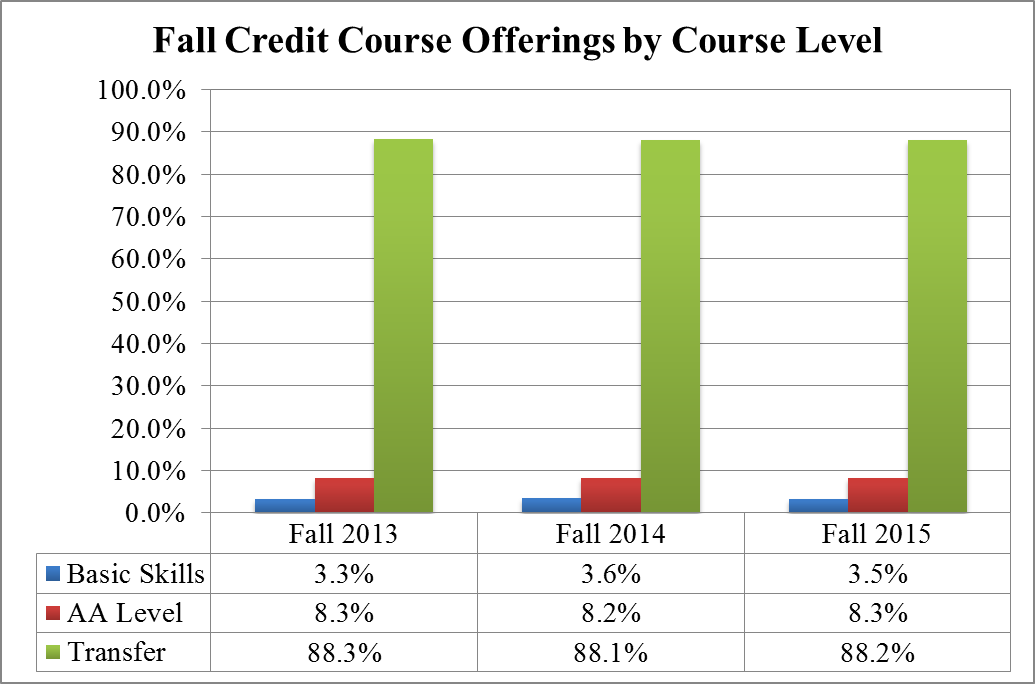 Fall Credit Course Offerings by Course Level
100.0%
90.0%
80.0%
70.0%
60.0%
50.0%
40.0%
30.0%
20.0%
10.0%
0.0%
Fall 2013 Fall 2014 Fall 2015
Basic Skills 3.3% 3.6% 3.5%
AA Level 8.3% 8.2% 8.3%
Transfer 88.3% 88.1% 88.2%